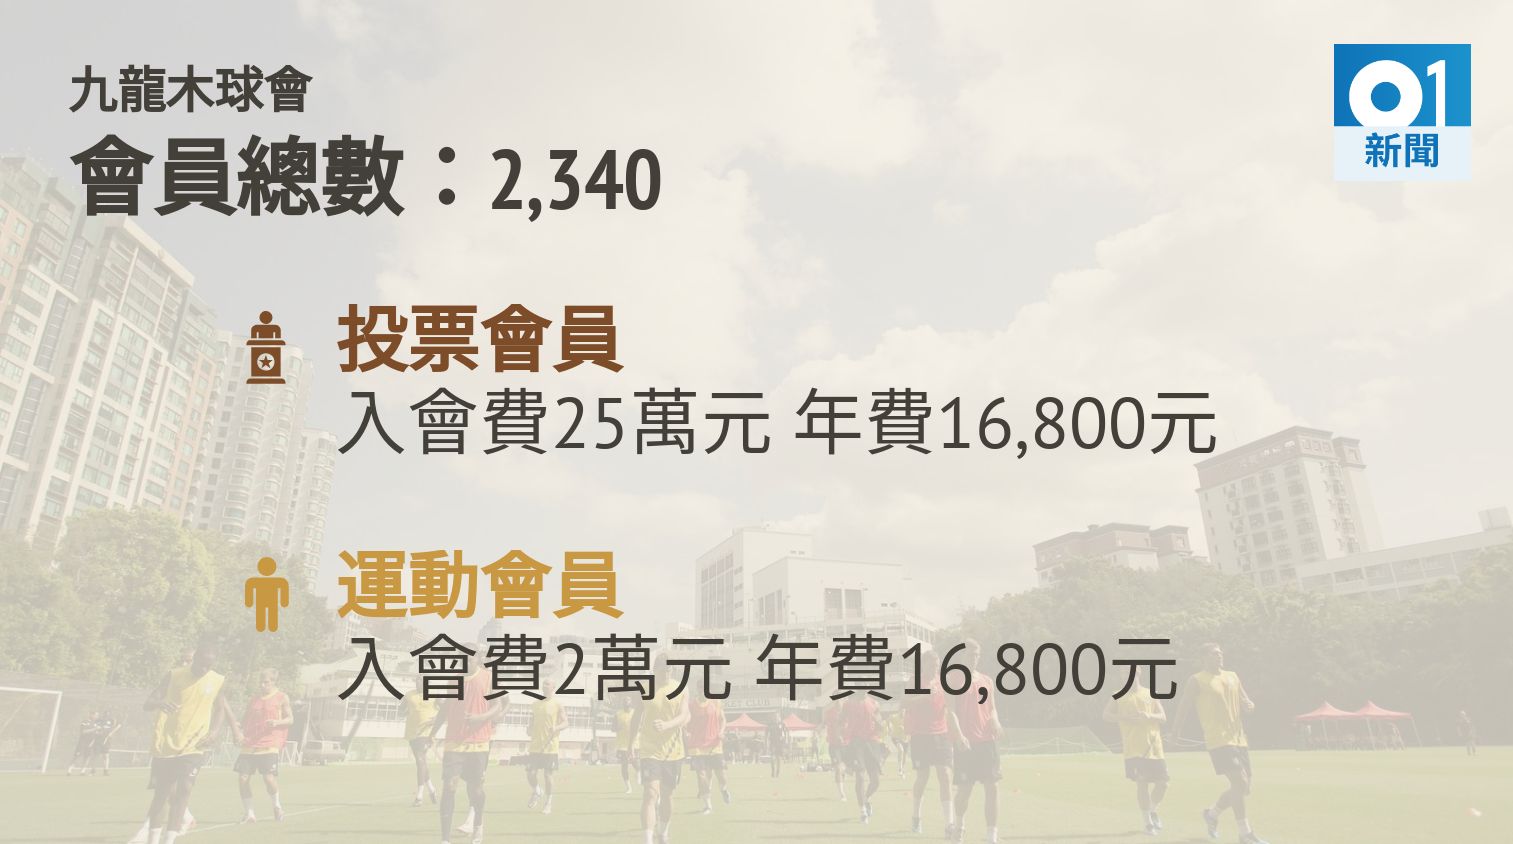 九龍木球會
01
新聞
會員總數：2,340
投票會員
入會費25萬元 年費16,800元
運動會員
入會費2萬元 年費16,800元